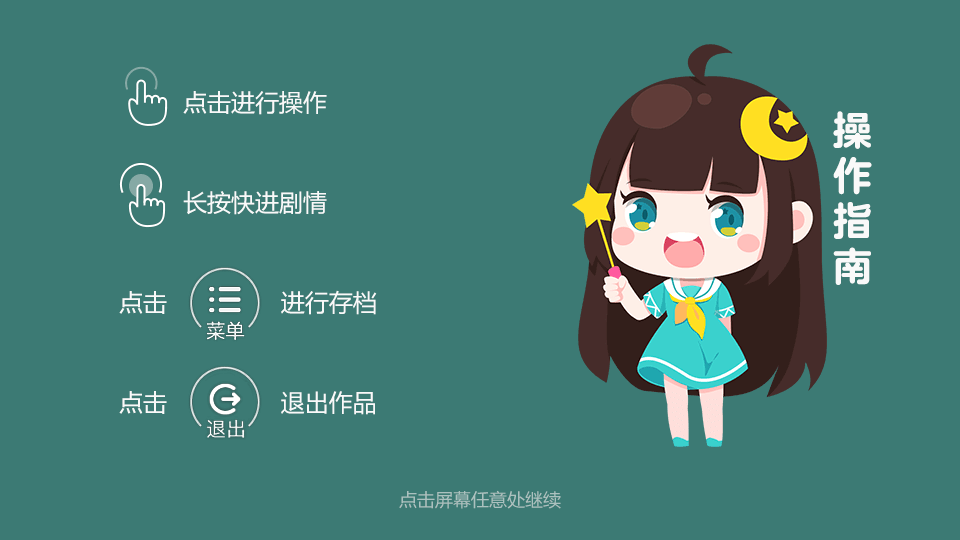 点击进行操作
长按快进剧情
点击 菜单 进行存档
点击 退出 退出作品
操作指南
点击屏幕任意处继续